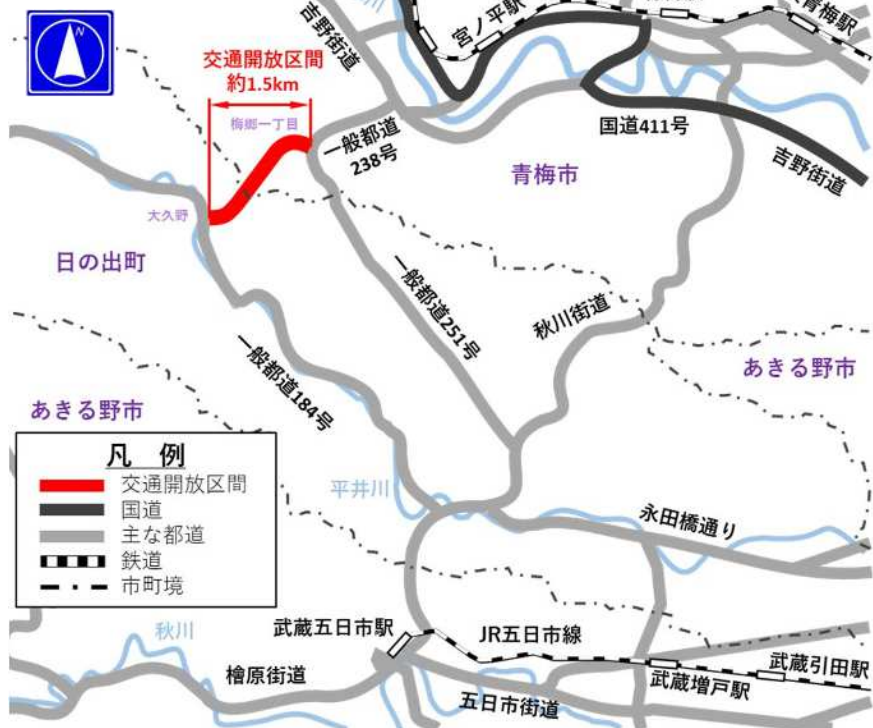 N
吉野街道
宮ノ平駅
青梅駅
交通開放区間
約1.5km
梅郷一丁目
一般都道
238号
国道411号
吉野街道
青梅市
大久野
日の出町
一般都道251号
秋川街道
一般都道184号
あきる野市
あきる野市
凡 例
交通開放区間
国道
主な都道
鉄道
市町境
平井川
永田橋通り
秋川
武蔵五日市駅
JR五日市線
檜原街道
五日市街道
武蔵増戸駅
武蔵引田駅